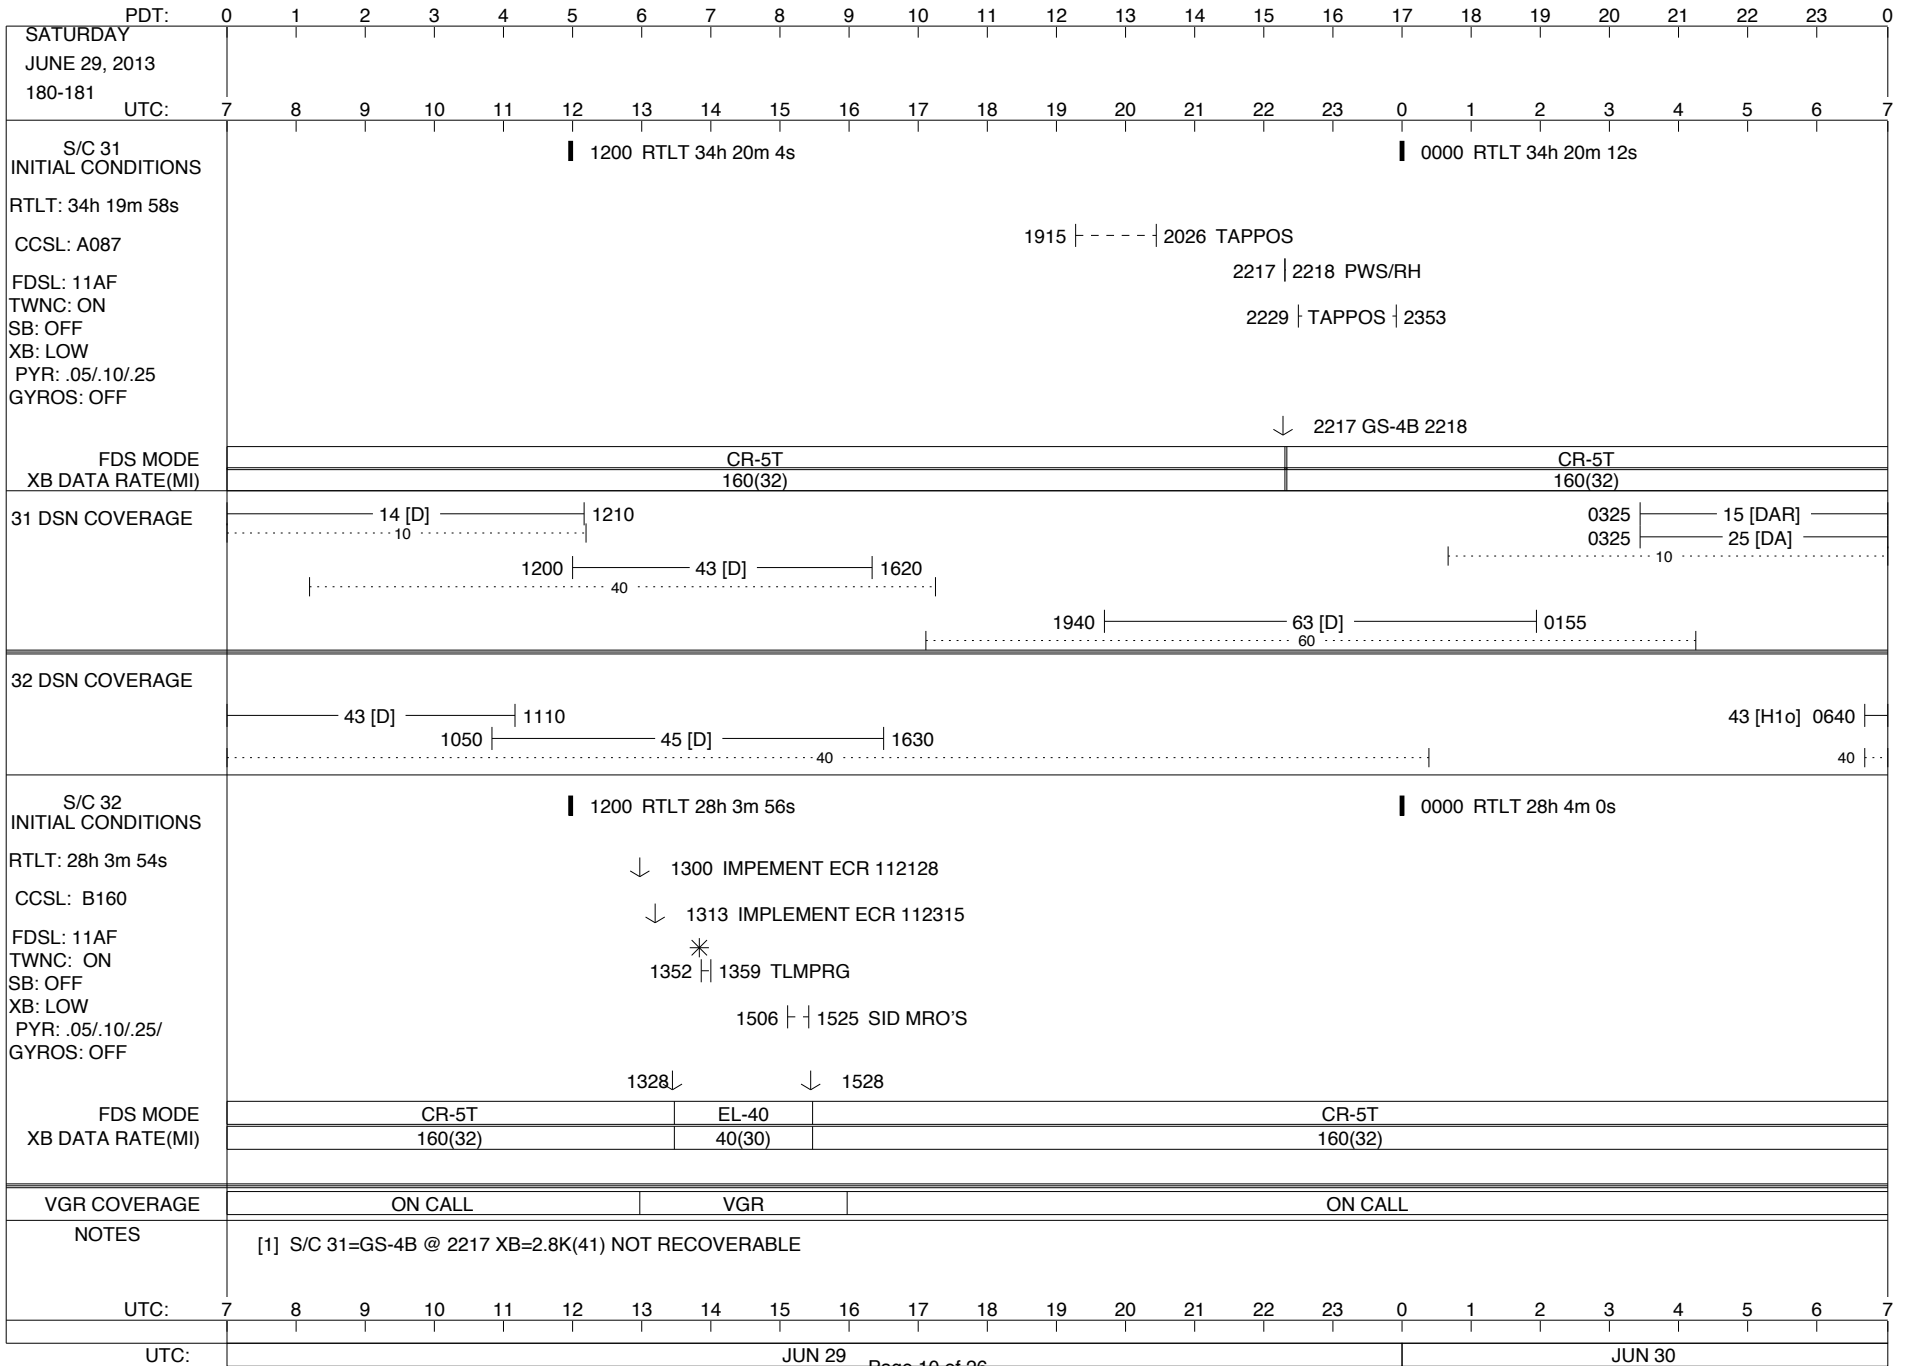 PDT: 0 1 2 3 4 5 6 7 8 9 10 11 12 13 14 15 16 17 18 19 20 21 22 23 0
SATURDAY
JUNE 29, 2013
180-181
UTC: 7 8 9 10 11 12 13 14 15 16 17 18 19 20 21 22 23 0 1 2 3 4 5 6 7
S/C 31
INITIAL CONDITIONS
1200 RTLT 34h 20m 4s
0000 RTLT 34h 20m 12s
RTLT: 34h 19m 58s
1915 2026 TAPPOS
CCSL: A087
2217 2218 PWS/RH
FDSL: 11AF
TWNC: ON
2229 TAPPOS 2353
SB: OFF
XB: LOW
PYR: .05/.10/.25
GYROS: OFF
2217 GS-4B 2218
FDS MODE CR-5T CR-5T
XB DATA RATE(MI) 160(32) 160(32)
31 DSN COVERAGE
14 [D] 1210
0325 15 [DAR]
10
0325 25 [DA]
10
1200 43 [D] 1620
40
1940 63 [D] 0155
60
32 DSN COVERAGE
43 [D] 1110
43 [H1o] 0640
1050 45 [D] 1630
40
40
S/C 32
INITIAL CONDITIONS
1200 RTLT 28h 3m 56s
0000 RTLT 28h 4m 0s
RTLT: 28h 3m 54s
1300 IMPEMENT ECR 112128
CCSL: B160
1313 IMPLEMENT ECR 112315
FDSL: 11AF
TWNC: ON
1352 1359 TLMPRG
SB: OFF
XB: LOW
1506 1525 SID MRO'S
PYR: .05/.10/.25/
GYROS: OFF
1328 1528
FDS MODE CR-5T EL-40 CR-5T
XB DATA RATE(MI) 160(32) 40(30) 160(32)
VGR COVERAGE ON CALL VGR ON CALL
NOTES
[1] S/C 31=GS-4B @ 2217 XB=2.8K(41) NOT RECOVERABLE
UTC: 7 8 9 10 11 12 13 14 15 16 17 18 19 20 21 22 23 0 1 2 3 4 5 6 7
UTC: JUN 29 JUN 30